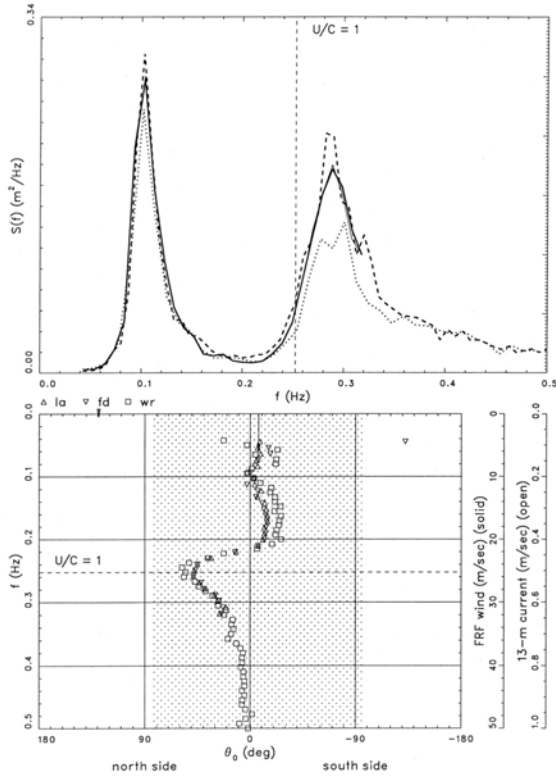 0.34
U/C = 1
S(f) (m²/Hz)
0.00
0.0 0.1 0.2 0.3 0.4 0.5
f (Hz)
△ la ▽ fd □ wr
0.0 0.1 0.2 0.3 0.4 0.5
f (Hz)
U/C = 1
180 90 0 -90 -180
θ₀ (deg)
north side south side
0 10 20 30 40 50
FRF wind (m/sec) (solid)
0.0 0.2 0.4 0.6 0.8 1.0
13-m current (m/sec) (open)